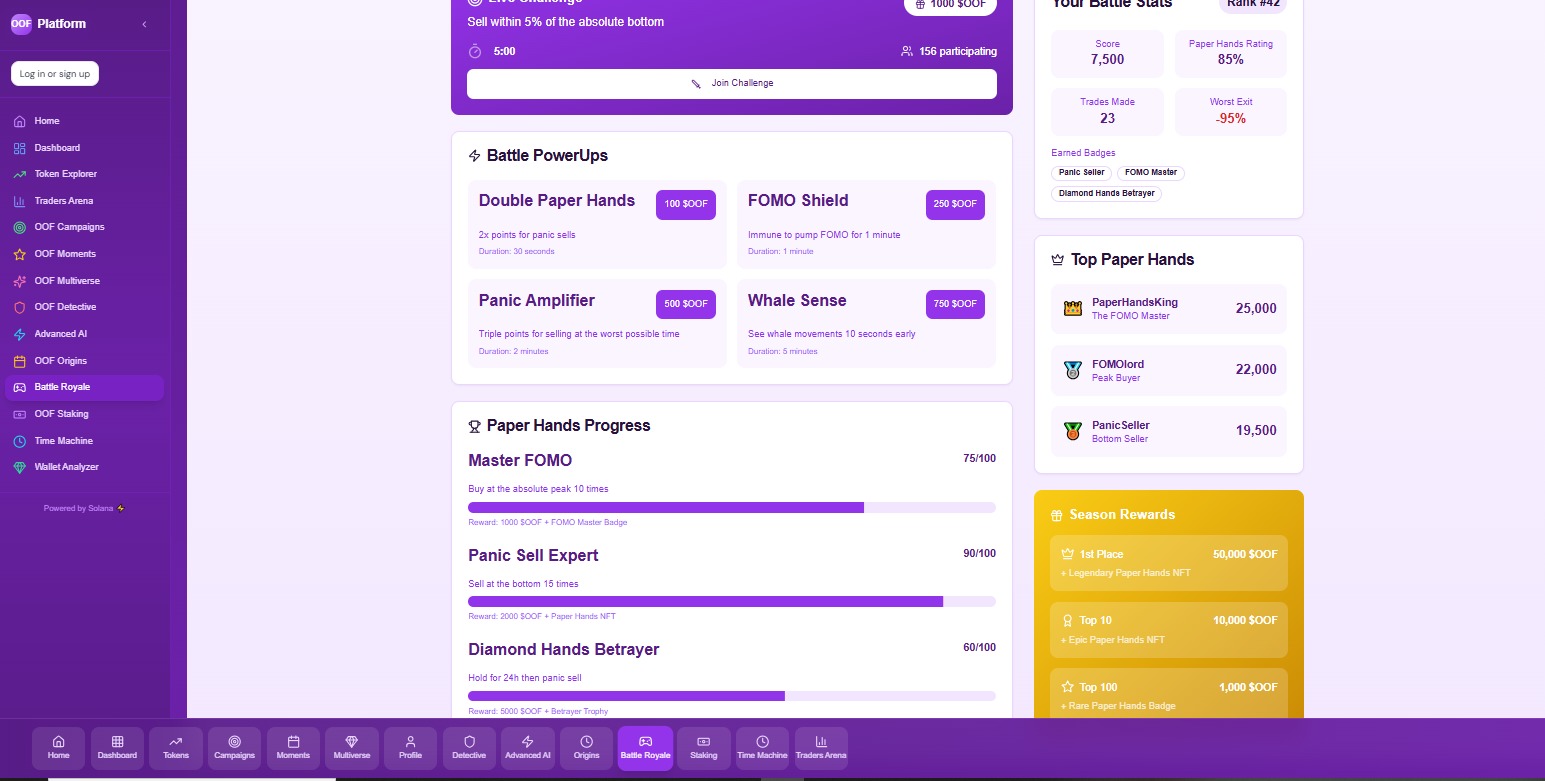 OOF Platform
Log in or sign up
Home
Dashboard
Token Explorer
Traders Arena
OOF Campaigns
OOF Moments
OOF Multiverse
OOF Detective
Advanced AI
OOF Origins
Battle Royale
OOF Staking
Time Machine
Wallet Analyzer
Powered by Solana
Live Challenge
1000 $OOF
Sell within 5% of the absolute bottom
5:00
156 participating
Join Challenge
Battle PowerUps
Double Paper Hands
100 $OOF
2x points for panic sells
Duration: 30 seconds
FOMO Shield
250 $OOF
Immune to pump FOMO for 1 minute
Duration: 1 minute
Panic Amplifier
500 $OOF
Triple points for selling at the worst possible time
Duration: 2 minutes
Whale Sense
750 $OOF
See whale movements 10 seconds early
Duration: 5 minutes
Paper Hands Progress
Master FOMO
75/100
Buy at the absolute peak 10 times
Reward: 1000 $OOF + FOMO Master Badge
Panic Sell Expert
90/100
Sell at the bottom 15 times
Reward: 2000 $OOF + Paper Hands NFT
Diamond Hands Betrayer
60/100
Hold for 24h then panic sell
Reward: 5000 $OOF + Betrayer Trophy
Your Battle Stats
Rank #42
Score
7,500
Paper Hands Rating
85%
Trades Made
23
Worst Exit
-95%
Earned Badges
Panic Seller
FOMO Master
Diamond Hands Betrayer
Top Paper Hands
PaperHandsKing
The FOMO Master
25,000
FOMOlord
Peak Buyer
22,000
PanicSeller
Bottom Seller
19,500
Season Rewards
1st Place
50,000 $OOF
+ Legendary Paper Hands NFT
Top 10
10,000 $OOF
+ Epic Paper Hands NFT
Top 100
1,000 $OOF
+ Rare Paper Hands Badge
Home
Dashboard
Tokens
Campaigns
Moments
Multiverse
Profile
Detective
Advanced AI
Origins
Battle Royale
Staking
Time Machine
Traders Arena